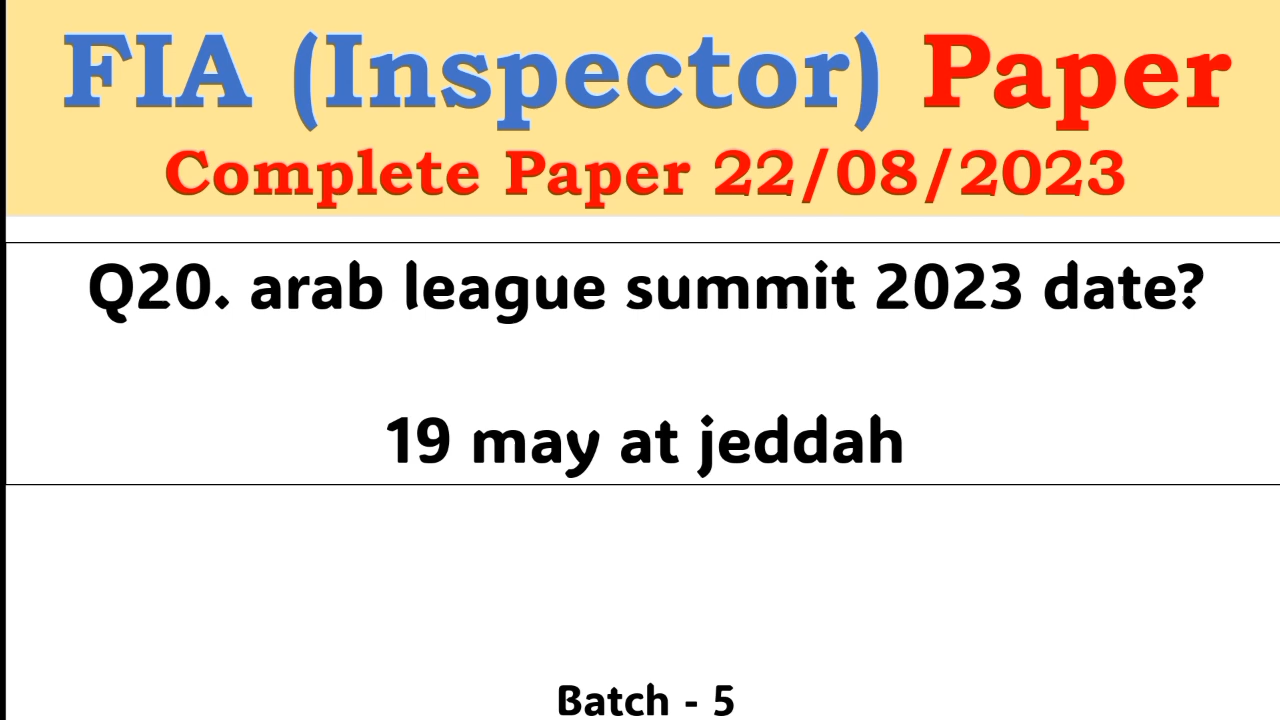 FIA (Inspector) Paper
Complete Paper 22/08/2023
Q20. arab league summit 2023 date?
19 may at jeddah
Batch - 5